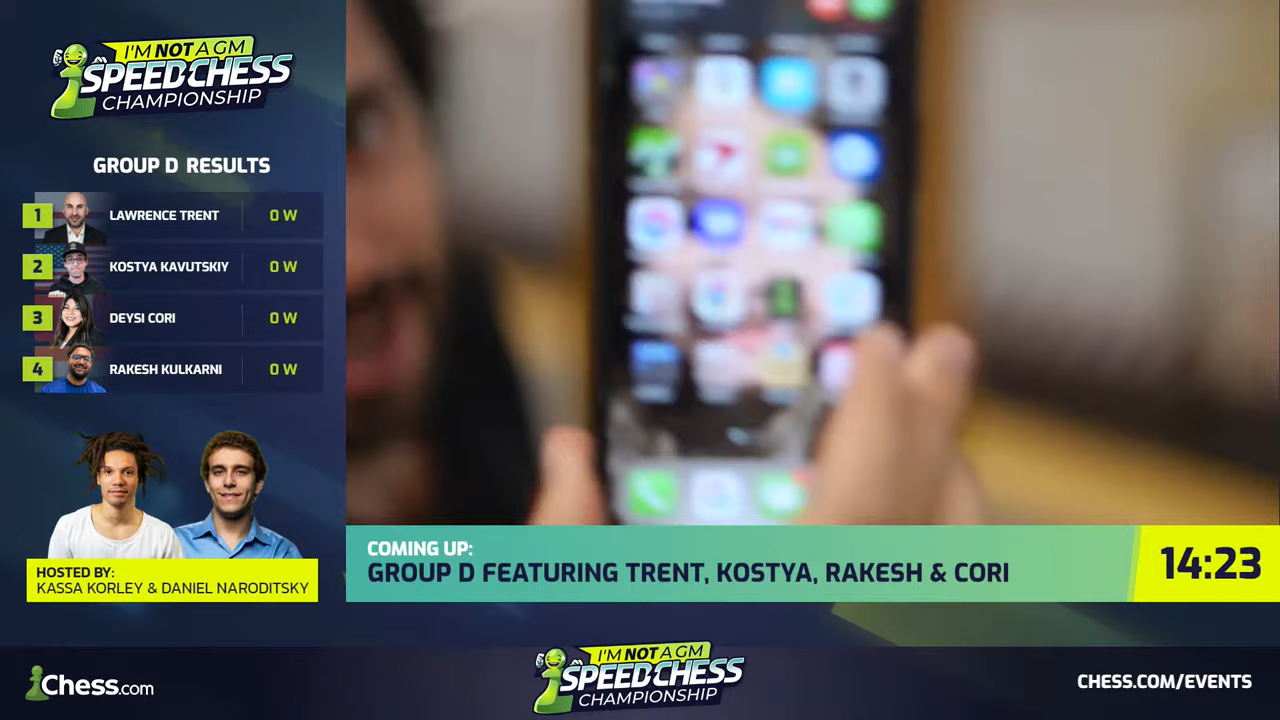 I'M NOT A GM
SPEED CHESS
CHAMPIONSHIP
GROUP D RESULTS
1 LAWRENCE TRENT 0 W
2 KOSTYA KAVUTSKIY 0 W
3 DEYSI CORI 0 W
4 RAKESH KULKARNI 0 W
HOSTED BY:
KASSA KORLEY & DANIEL NARODITSKY
COMING UP:
GROUP D FEATURING TRENT, KOSTYA, RAKESH & CORI
14:23
Chess.com
I'M NOT A GM
SPEED CHESS
CHAMPIONSHIP
CHESS.COM/EVENTS